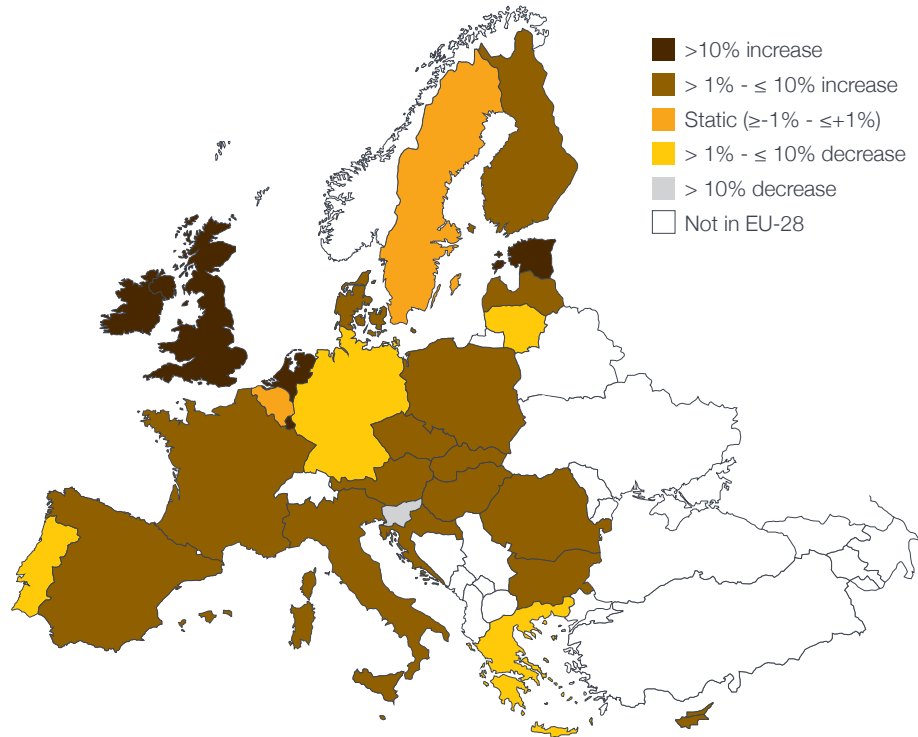 >10% increase
> 1% - ≤ 10% increase
Static (≥-1% - ≤+1%)
> 1% - ≤ 10% decrease
> 10% decrease
Not in EU-28